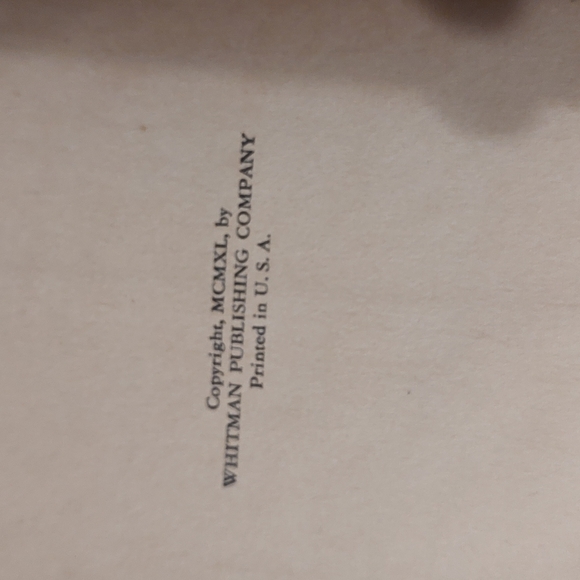 Copyright, MCMXL, by
WHITMAN PUBLISHING COMPANY
Printed in U. S. A.